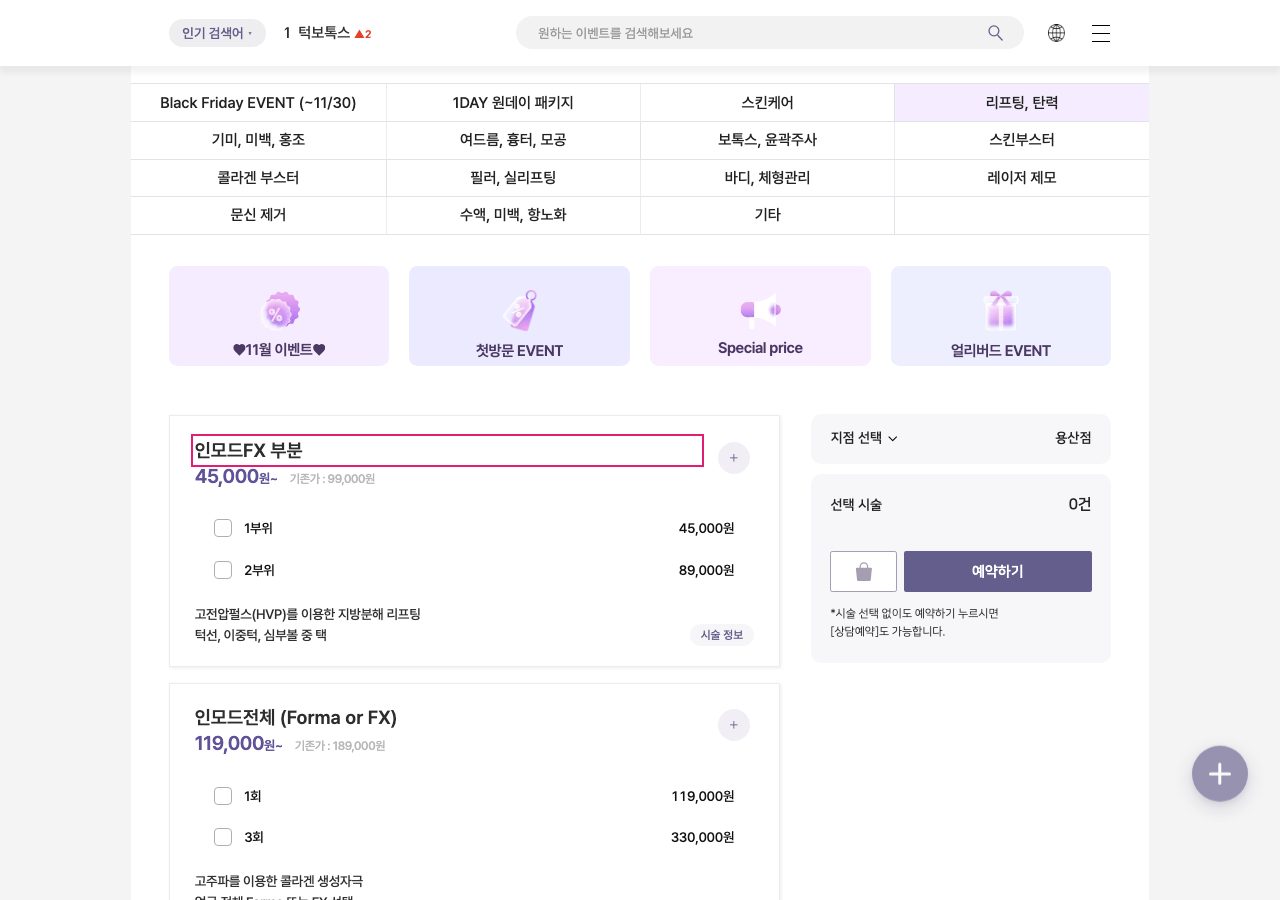 인기 검색어
1 턱보톡스 ▲2
원하는 이벤트를 검색해보세요
Black Friday EVENT (~11/30)
1DAY 원데이 패키지
스킨케어
리프팅, 탄력
기미, 미백, 홍조
여드름, 흉터, 모공
보톡스, 윤곽주사
스킨부스터
콜라겐 부스터
필러, 실리프팅
바디, 체형관리
레이저 제모
문신 제거
수액, 미백, 항노화
기타
♥11월 이벤트♥
첫방문 EVENT
Special price
얼리버드 EVENT
인모드FX 부분
45,000원~ 기존가 : 99,000원
1부위 45,000원
2부위 89,000원
고전압펄스(HVP)를 이용한 지방분해 리프팅
턱선, 이중턱, 심부볼 중 택
시술 정보
지점 선택 용산점
선택 시술 0건
예약하기
*시술 선택 없이도 예약하기 누르시면
[상담예약]도 가능합니다.
인모드전체 (Forma or FX)
119,000원~ 기존가 : 189,000원
1회 119,000원
3회 330,000원
고주파를 이용한 콜라겐 생성자극